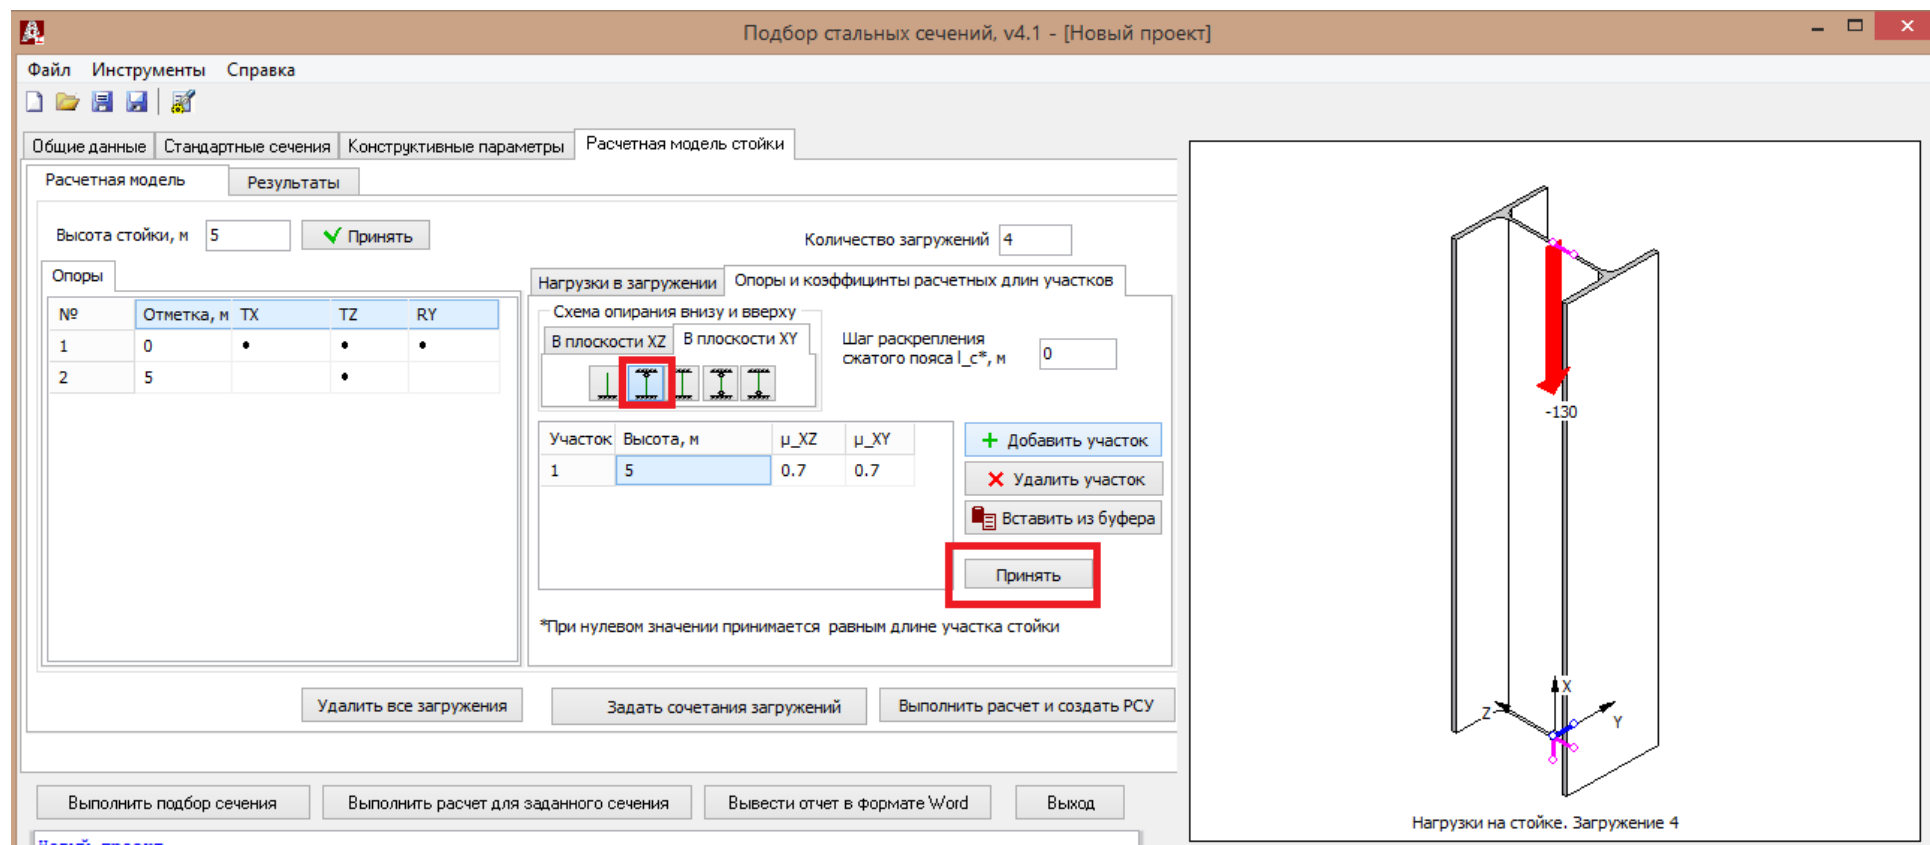 Подбор стальных сечений, v4.1 - [Новый проект]
Файл Инструменты Справка
Общие данные Стандартные сечения Конструктивные параметры Расчетная модель стойки
Расчетная модель Результаты
Высота стойки, м 5 Принять
Количество загружений 4
Опоры
№ Отметка, м TX TZ RY
1 0 • • •
2 5 •
Нагрузки в загружении Опоры и коэффицинты расчетных длин участков
Схема опирания внизу и вверху
В плоскости XZ В плоскости XY
Шаг раскрепления
сжатого пояса l_c*, м 0
Участок Высота, м μ_XZ μ_XY
1 5 0.7 0.7
Добавить участок
Удалить участок
Вставить из буфера
Принять
*При нулевом значении принимается равным длине участка стойки
Удалить все загружения Задать сочетания загружений Выполнить расчет и создать РСУ
Выполнить подбор сечения Выполнить расчет для заданного сечения Вывести отчет в формате Word Выход
Новый проект
-130
X
Z
Y
Нагрузки на стойке. Загружение 4